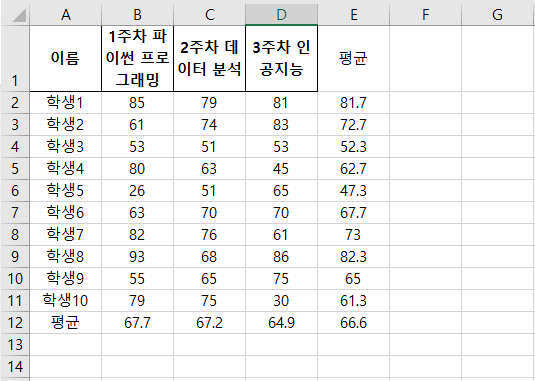 A B C D E F G
1 이름 1주차 파이썬 프로그래밍 2주차 데이터 분석 3주차 인공지능 평균
2 학생1 85 79 81 81.7
3 학생2 61 74 83 72.7
4 학생3 53 51 53 52.3
5 학생4 80 63 45 62.7
6 학생5 26 51 65 47.3
7 학생6 63 70 70 67.7
8 학생7 82 76 61 73
9 학생8 93 68 86 82.3
10 학생9 55 65 75 65
11 학생10 79 75 30 61.3
12 평균 67.7 67.2 64.9 66.6
13
14